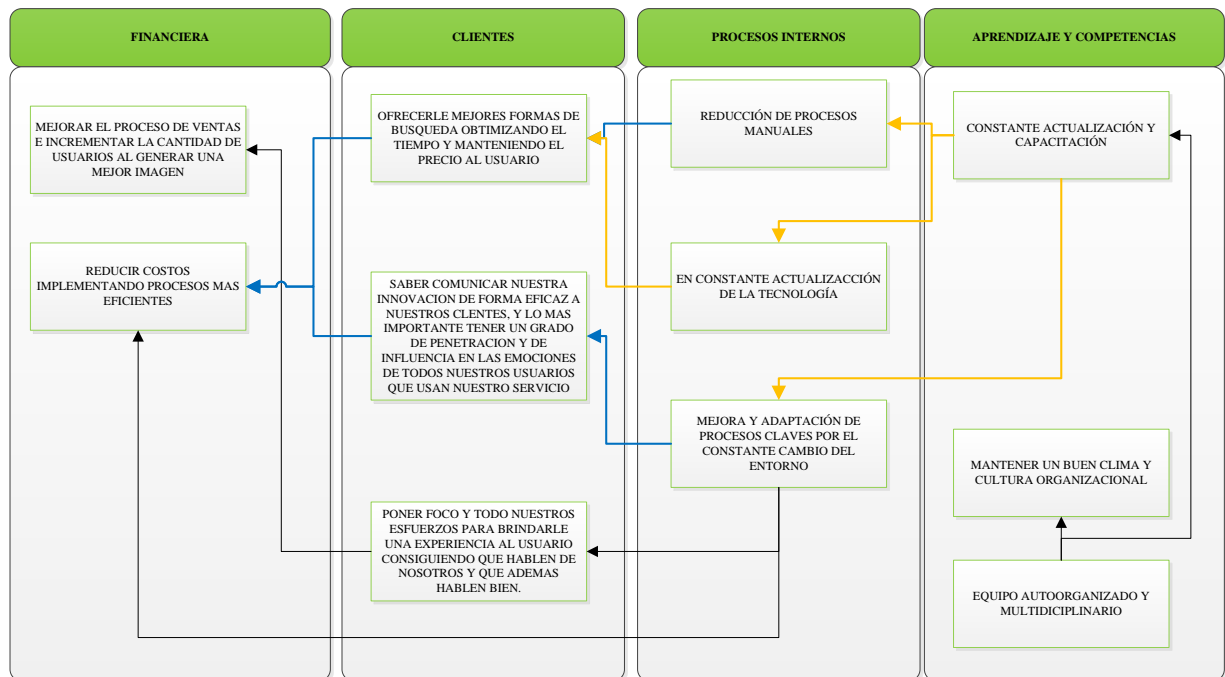 FINANCIERA
CLIENTES
PROCESOS INTERNOS
APRENDIZAJE Y COMPETENCIAS
MEJORAR EL PROCESO DE VENTAS
E INCREMENTAR LA CANTIDAD DE
USUARIOS AL GENERAR UNA
MEJOR IMAGEN
REDUCIR COSTOS
IMPLEMENTANDO PROCESOS MAS
EFICIENTES
OFRECERLE MEJORES FORMAS DE
BUSQUEDA OBTIMIZANDO EL
TIEMPO Y MANTENIENDO EL
PRECIO AL USUARIO
SABER COMUNICAR NUESTRA
INNOVACION DE FORMA EFICAZ A
NUESTROS CLENTES, Y LO MAS
IMPORTANTE TENER UN GRADO
DE PENETRACION Y DE
INFLUENCIA EN LAS EMOCIONES
DE TODOS NUESTROS USUARIOS
QUE USAN NUESTRO SERVICIO
PONER FOCO Y TODO NUESTROS
ESFUERZOS PARA BRINDARLE
UNA EXPERIENCIA AL USUARIO
CONSIGUIENDO QUE HABLEN DE
NOSOTROS Y QUE ADEMAS
HABLEN BIEN.
REDUCCIÓN DE PROCESOS
MANUALES
EN CONSTANTE ACTUALIZACCIÓN
DE LA TECNOLOGÍA
MEJORA Y ADAPTACIÓN DE
PROCESOS CLAVES POR EL
CONSTANTE CAMBIO DEL
ENTORNO
CONSTANTE ACTUALIZACIÓN Y
CAPACITACIÓN
MANTENER UN BUEN CLIMA Y
CULTURA ORGANIZACIONAL
EQUIPO AUTOORGANIZADO Y
MULTIDICIPLINARIO